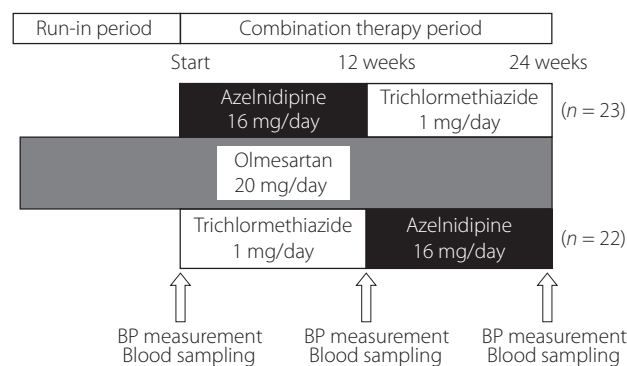 Run-in period
Combination therapy period
Start
12 weeks
24 weeks
Azelnidipine
16 mg/day
Trichlormethiazide
1 mg/day
(n = 23)
Olmesartan
20 mg/day
Trichlormethiazide
1 mg/day
Azelnidipine
16 mg/day
(n = 22)
BP measurement
Blood sampling
BP measurement
Blood sampling
BP measurement
Blood sampling